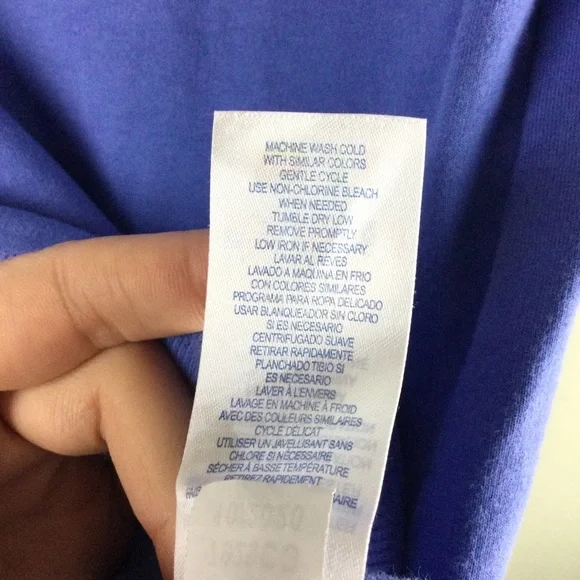 MACHINE WASH COLD
WITH SIMILAR COLORS
GENTLE CYCLE
USE NON-CHLORINE BLEACH
WHEN NEEDED
TUMBLE DRY LOW
REMOVE PROMPTLY
LOW IRON IF NECESSARY
LAVAR AL REVES
LAVADO A MAQUINA EN FRIO
CON COLORES SIMILARES
PROGRAMA PARA ROPA DELICADO
USAR BLANQUEADOR SIN CLORO
SI ES NECESARIO
CENTRIFUGADO SUAVE
RETIRAR RAPIDAMENTE
PLANCHADO TIBIO SI
ES NECESARIO
LAVER À L'ENVERS
LAVAGE EN MACHINE À FROID
AVEC DES COULEURS SIMILAIRES
CYCLE DÉLICAT
UTILISER UN JAVELLISANT SANS
CHLORE SI NÉCESSAIRE
SÉCHER À BASSE TEMPÉRATURE
RETIREZ RAPIDEMENT